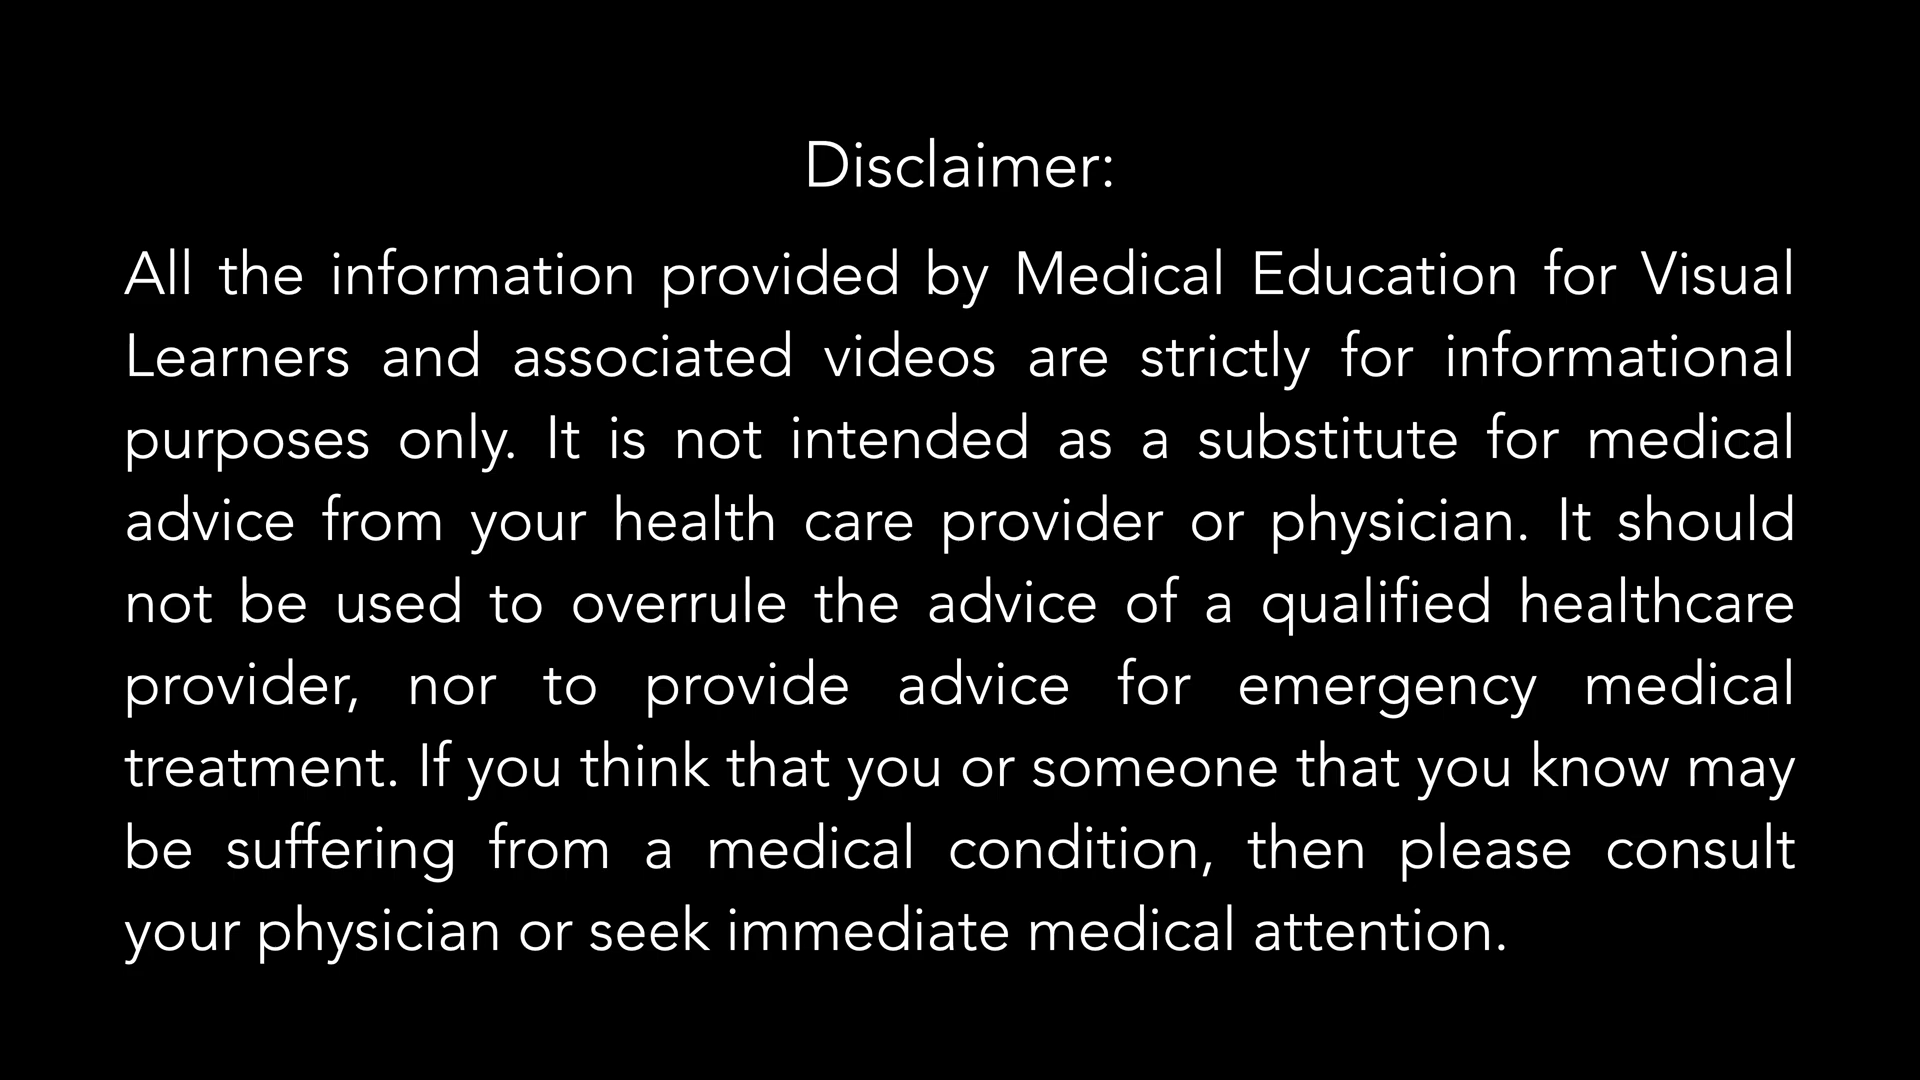 Disclaimer:
All the information provided by Medical Education for Visual
Learners and associated videos are strictly for informational
purposes only. It is not intended as a substitute for medical
advice from your health care provider or physician. It should
not be used to overrule the advice of a qualified healthcare
provider, nor to provide advice for emergency medical
treatment. If you think that you or someone that you know may
be suffering from a medical condition, then please consult
your physician or seek immediate medical attention.